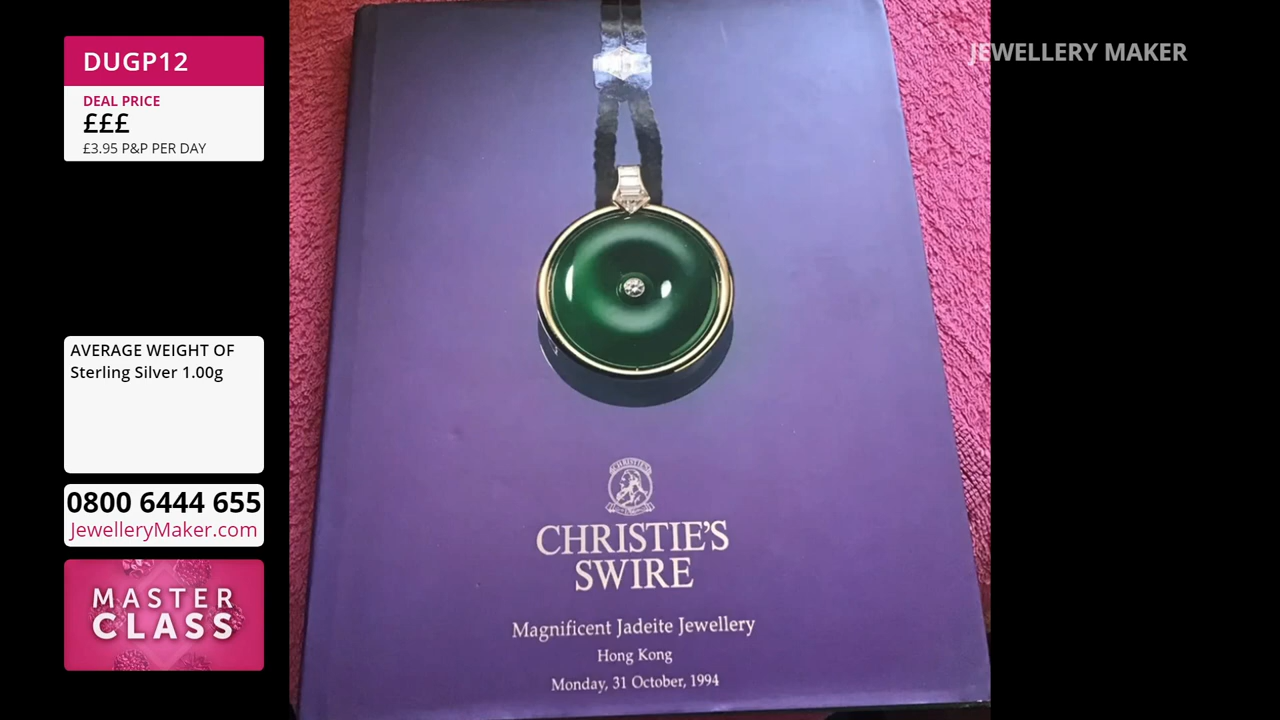 DUGP12
DEAL PRICE
£££
£3.95 P&P PER DAY
AVERAGE WEIGHT OF
Sterling Silver 1.00g
0800 6444 655
JewelleryMaker.com
MASTER
CLASS
JEWELLERY MAKER
CHRISTIE'S
SWIRE
Magnificent Jadeite Jewellery
Hong Kong
Monday, 31 October, 1994